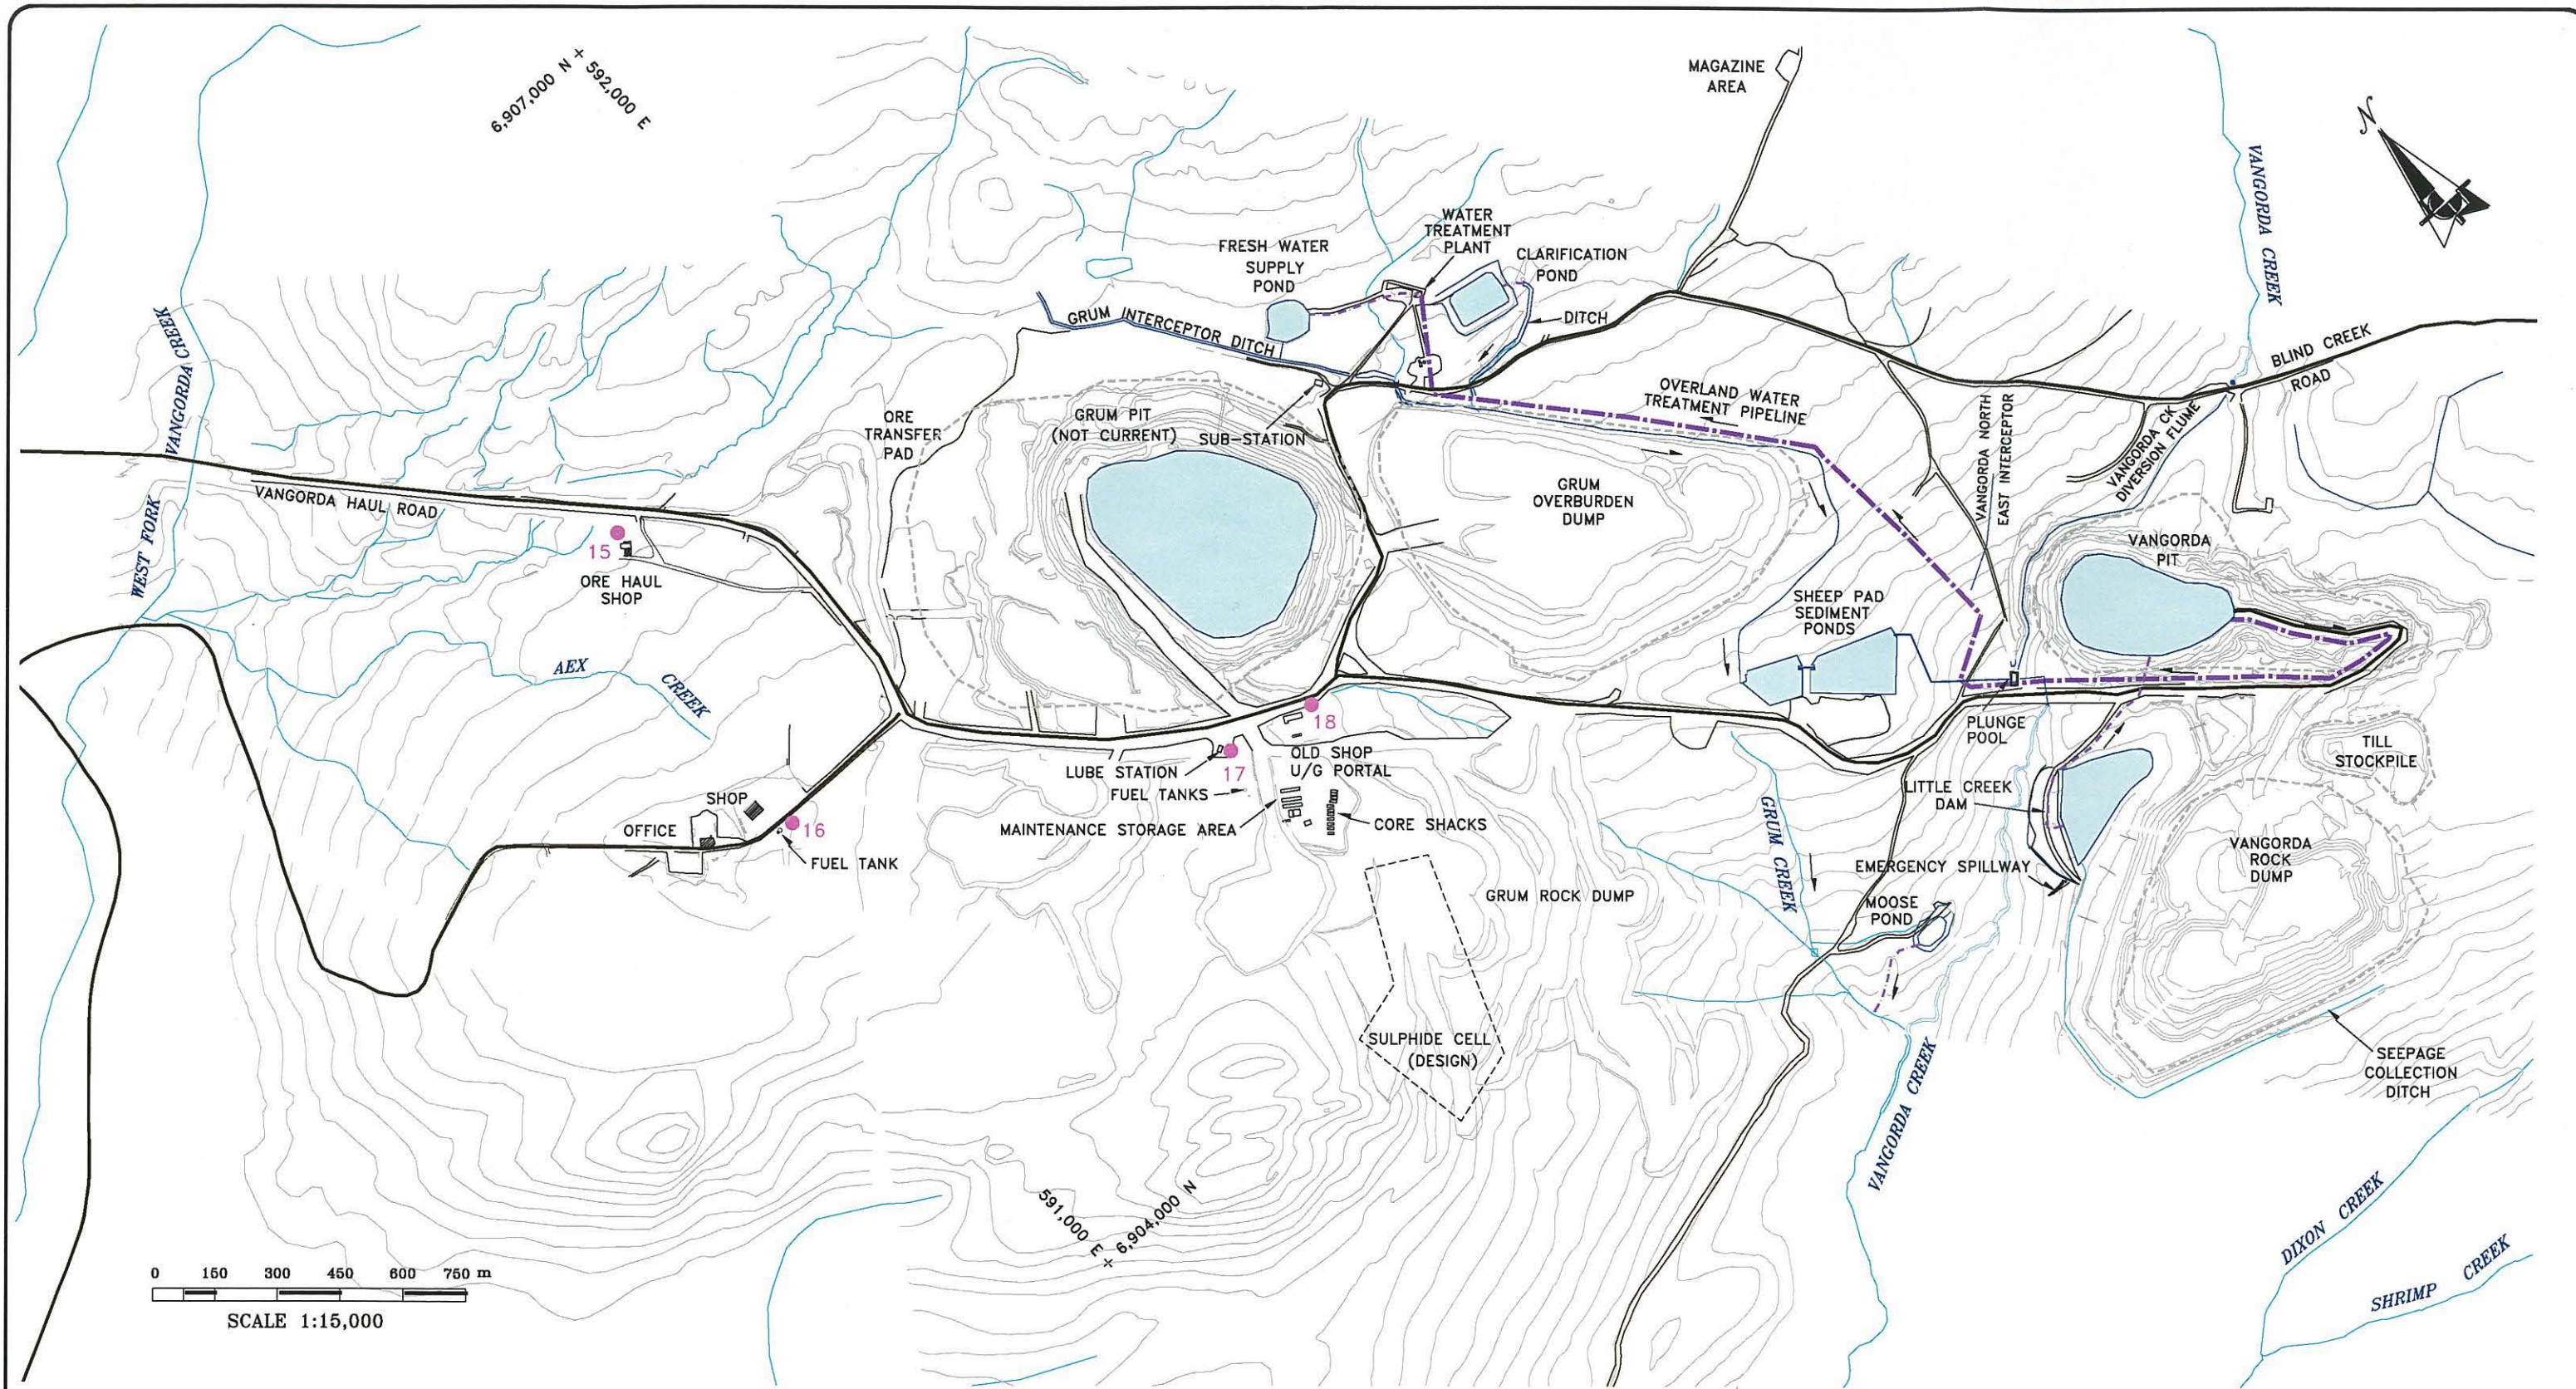 6,907,000 N + 592,000 E
MAGAZINE
AREA
N
VANGORDA CREEK
WATER
TREATMENT
PLANT
FRESH WATER
SUPPLY
POND
CLARIFICATION
POND
DITCH
GRUM INTERCEPTOR DITCH
BLIND CREEK
ROAD
VANGORDA CREEK
WEST FORK
VANGORDA HAUL ROAD
ORE
TRANSFER
PAD
GRUM PIT
(NOT CURRENT)
SUB-STATION
OVERLAND WATER
TREATMENT PIPELINE
VANGORDA NORTH
EAST INTERCEPTOR
VANGORDA CK
DIVERSION FLUME
GRUM
OVERBURDEN
DUMP
VANGORDA
PIT
15
ORE HAUL
SHOP
SHEEP PAD
SEDIMENT
PONDS
AEX CREEK
18
PLUNGE
POOL
OLD SHOP
U/G PORTAL
LUBE STATION
17
FUEL TANKS
TILL
STOCKPILE
LITTLE CREEK
DAM
SHOP
OFFICE
16
FUEL TANK
MAINTENANCE STORAGE AREA
CORE SHACKS
GRUM CREEK
EMERGENCY SPILLWAY
VANGORDA
ROCK
DUMP
GRUM ROCK DUMP
MOOSE
POND
SULPHIDE CELL
(DESIGN)
SEEPAGE
COLLECTION
DITCH
VANGORDA CREEK
591,000 E + 6,904,000 N
DIXON CREEK
SHRIMP CREEK
0 150 300 450 600 750 m
SCALE 1:15,000